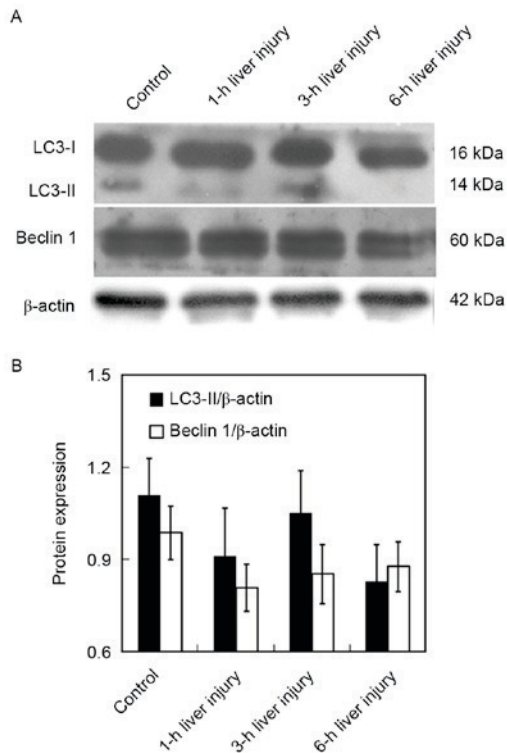 A
Control
1-h liver injury
3-h liver injury
6-h liver injury
LC3-I
16 kDa
LC3-II
14 kDa
Beclin 1
60 kDa
β-actin
42 kDa
B
1.5
1.2
0.9
0.6
Protein expression
LC3-II/β-actin
Beclin 1/β-actin
Control
1-h liver injury
3-h liver injury
6-h liver injury